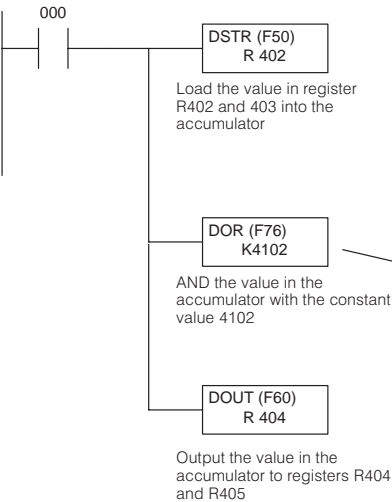 000
DSTR (F50)
R 402
Load the value in register
R402 and 403 into the
accumulator
DOR (F76)
K4102
AND the value in the
accumulator with the constant
value 4102
DOUT (F60)
R 404
Output the value in the
accumulator to registers R404
and R405